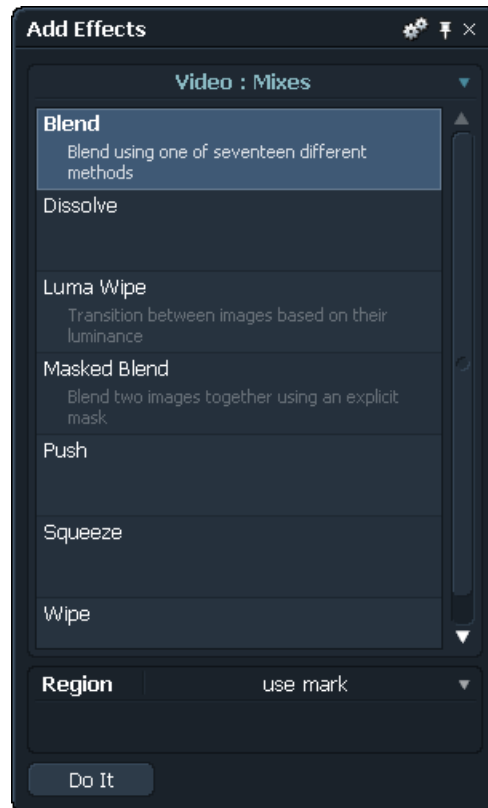 Add Effects
Video : Mixes
Blend
Blend using one of seventeen different
methods
Dissolve
Luma Wipe
Transition between images based on their
luminance
Masked Blend
Blend two images together using an explicit
mask
Push
Squeeze
Wipe
Region use mark
Do It